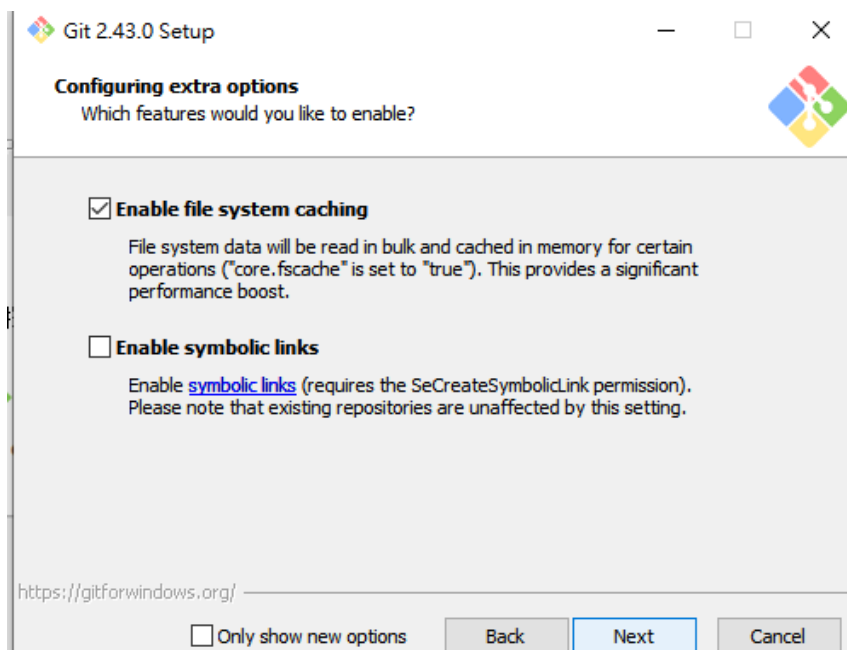 Git 2.43.0 Setup
Configuring extra options
Which features would you like to enable?
Enable file system caching
File system data will be read in bulk and cached in memory for certain
operations ("core.fscache" is set to "true"). This provides a significant
performance boost.
Enable symbolic links
Enable symbolic links (requires the SeCreateSymbolicLink permission).
Please note that existing repositories are unaffected by this setting.
https://gitforwindows.org/
Only show new options
Back
Next
Cancel